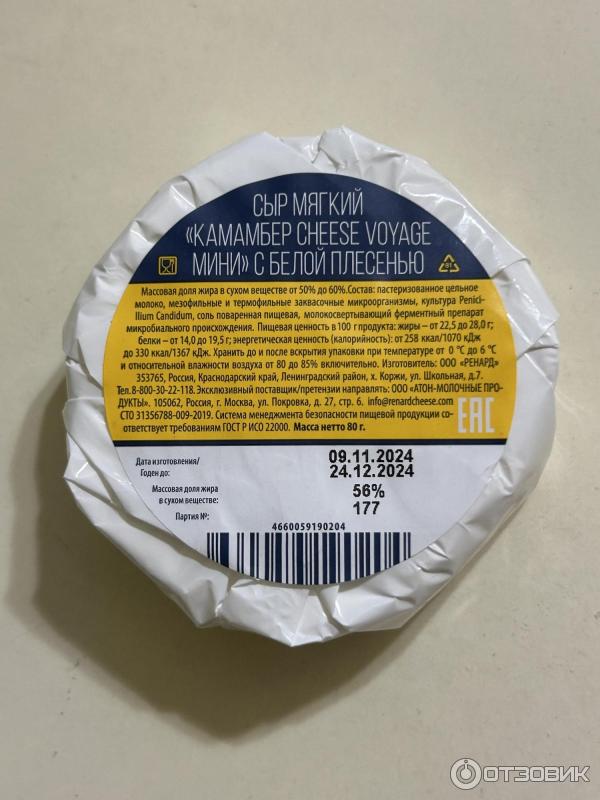 СЫР МЯГКИЙ
«КАМАМБЕР CHEESE VOYAGE
МИНИ» С БЕЛОЙ ПЛЕСЕНЬЮ
81
Массовая доля жира в сухом веществе от 50% до 60%.Состав: пастеризованное цельное
молоко, мезофильные и термофильные заквасочные микроорганизмы, культура Penici-
llium Candidum, соль поваренная пищевая, молокосвертывающий ферментный препарат
микробиального происхождения. Пищевая ценность в 100 г продукта: жиры – от 22,5 до 28,0 г;
белки – от 14,0 до 19,5 г; энергетическая ценность (калорийность): от 258 ккал/1070 кДж
до 330 ккал/1367 кДж. Хранить до и после вскрытия упаковки при температуре от 0 °C до 6 °C
и относительной влажности воздуха от 80 до 85% включительно. Изготовитель: ООО «РЕНАРД»
353765, Россия, Краснодарский край, Ленинградский район, х. Коржи, ул. Школьная, д.7.
Тел.8-800-30-22-118. Эксклюзивный поставщик/претензии направлять: ООО «АТОН-МОЛОЧНЫЕ ПРО-
ДУКТЫ». 105062, Россия, г. Москва, ул. Покровка, д. 27, стр. 6. info@renardcheese.com
СТО 31356788-009-2019. Система менеджмента безопасности пищевой продукции со-
ответствует требованиям ГОСТ Р ИСО 22000. Масса нетто 80 г.
EAC
Дата изготовления/ 09.11.2024
Годен до: 24.12.2024
Массовая доля жира
в сухом веществе: 56%
Партия №: 177
4660059190204
ОТЗОВИК